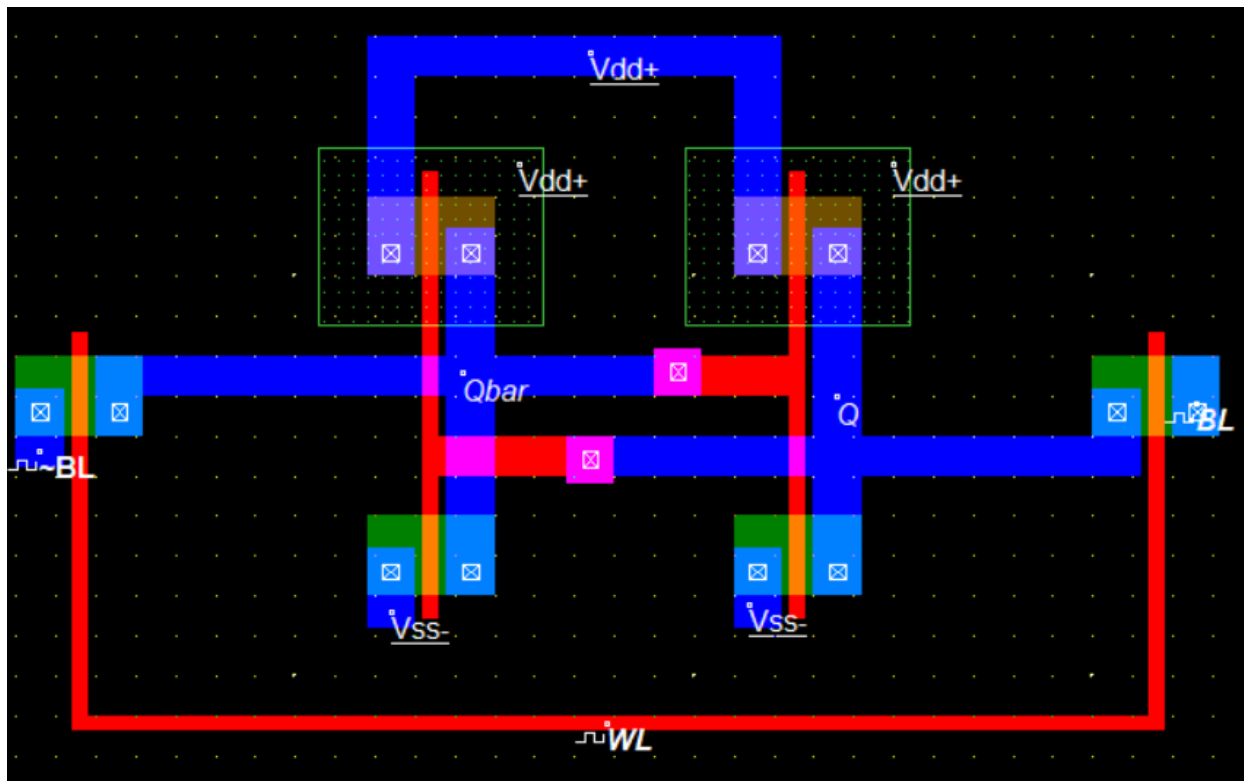 Vdd+
Vdd+
Vdd+
Qbar
Q
BL
~BL
Vss-
Vss-
WL